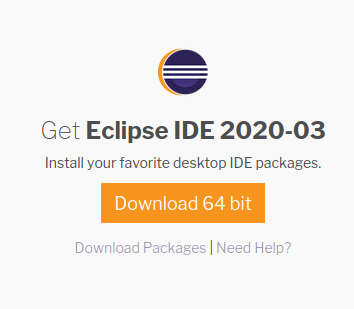 Get Eclipse IDE 2020-03
Install your favorite desktop IDE packages.
Download 64 bit
Download Packages | Need Help?